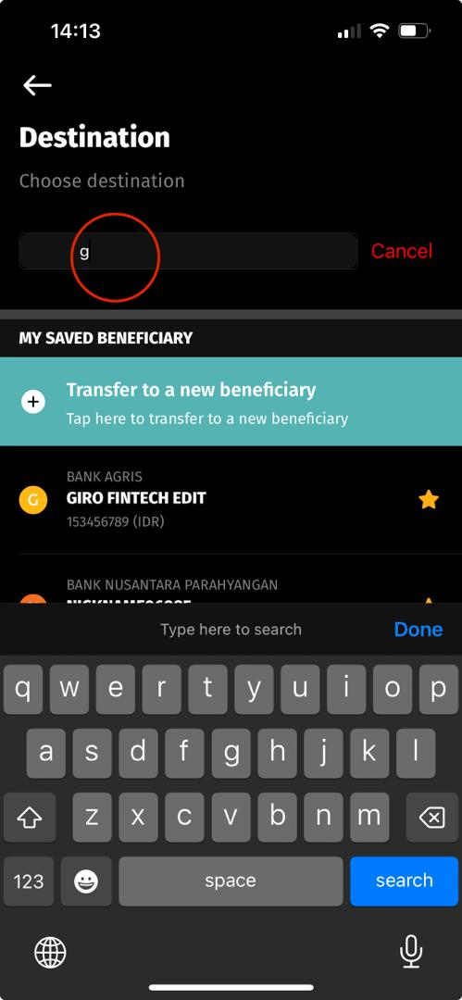 14:13
Destination
Choose destination
g
Cancel
MY SAVED BENEFICIARY
Transfer to a new beneficiary
Tap here to transfer to a new beneficiary
BANK AGRIS
G
GIRO FINTECH EDIT
153456789 (IDR)
BANK NUSANTARA PARAHYANGAN
Type here to search
Done
q w e r t y u i o p
a s d f g h j k l
z x c v b n m
123
space
search